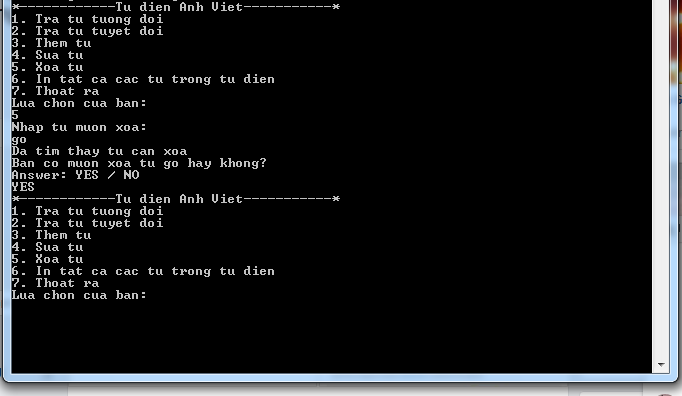 *------------Tu dien Anh Viet-----------*
1. Tra tu tuong doi
2. Tra tu tuyet doi
3. Them tu
4. Sua tu
5. Xoa tu
6. In tat ca cac tu trong tu dien
7. Thoat ra
Lua chon cua ban:
5
Nhap tu muon xoa:
go
Da tim thay tu can xoa
Ban co muon xoa tu go hay khong?
Answer: YES / NO
YES
*------------Tu dien Anh Viet-----------*
1. Tra tu tuong doi
2. Tra tu tuyet doi
3. Them tu
4. Sua tu
5. Xoa tu
6. In tat ca cac tu trong tu dien
7. Thoat ra
Lua chon cua ban: